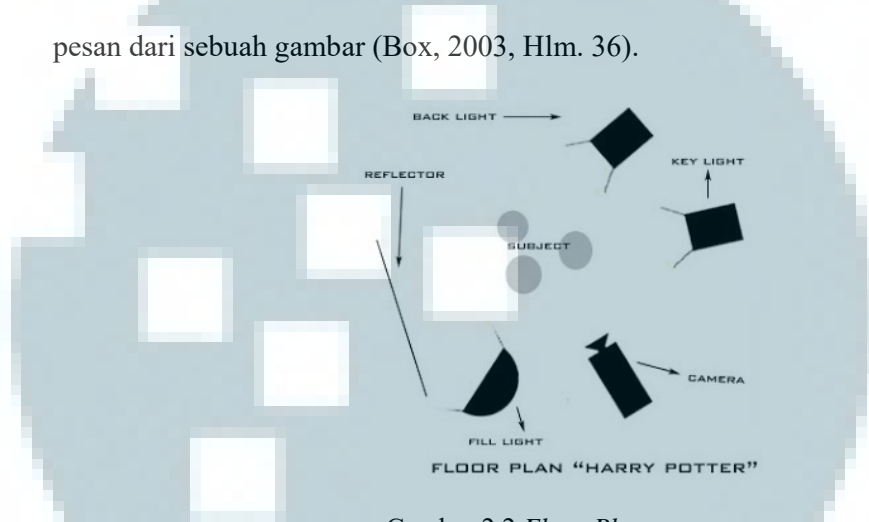 pesan dari sebuah gambar (Box, 2003, Hlm. 36).
BACK LIGHT
KEY LIGHT
REFLECTOR
SUBJECT
CAMERA
FILL LIGHT
FLOOR PLAN “HARRY POTTER”